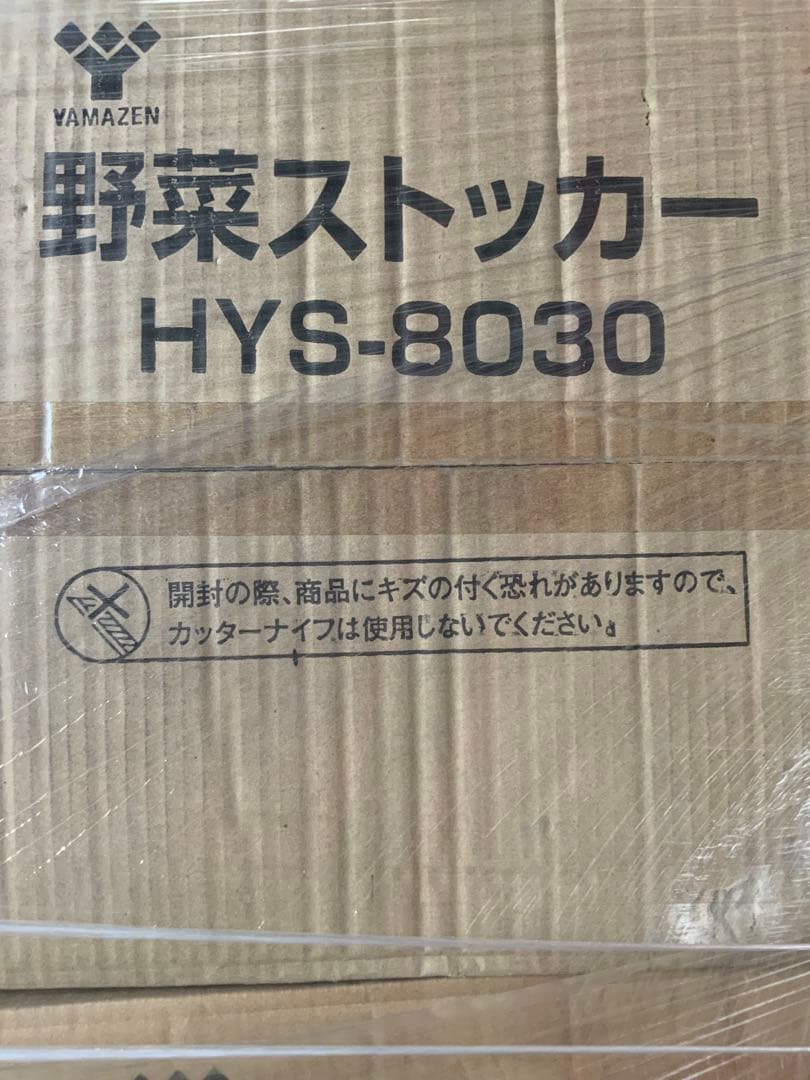 YAMAZEN
野菜ストッカー
HYS-8030
開封の際、商品にキズの付く恐れがありますので、
カッターナイフは使用しないでください。